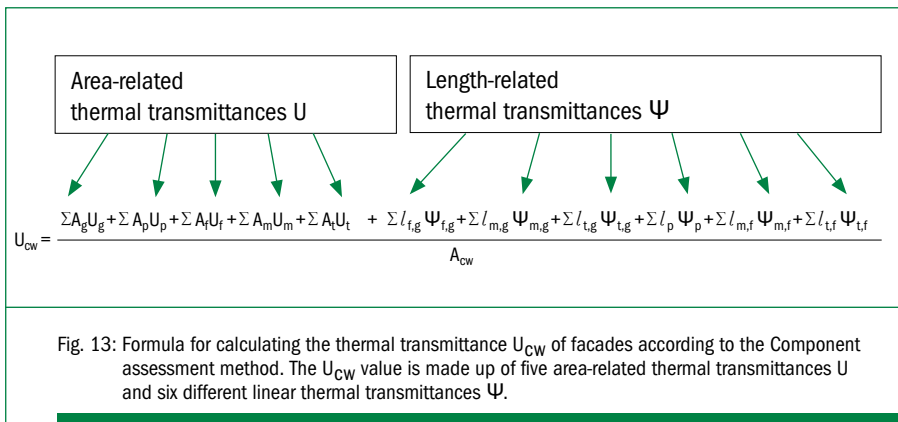 Area-related
thermal transmittances U
Length-related
thermal transmittances Ψ
U_cw = (ΣA_gU_g + ΣA_pU_p + ΣA_fU_f + ΣA_mU_m + ΣA_tU_t + Σl_f,g Ψ_f,g + Σl_m,g Ψ_m,g + Σl_t,g Ψ_t,g + Σl_p Ψ_p + Σl_m,f Ψ_m,f + Σl_t,f Ψ_t,f) / A_cw
Fig. 13: Formula for calculating the thermal transmittance U_CW of facades according to the Component
assessment method. The U_CW value is made up of five area-related thermal transmittances U
and six different linear thermal transmittances Ψ.